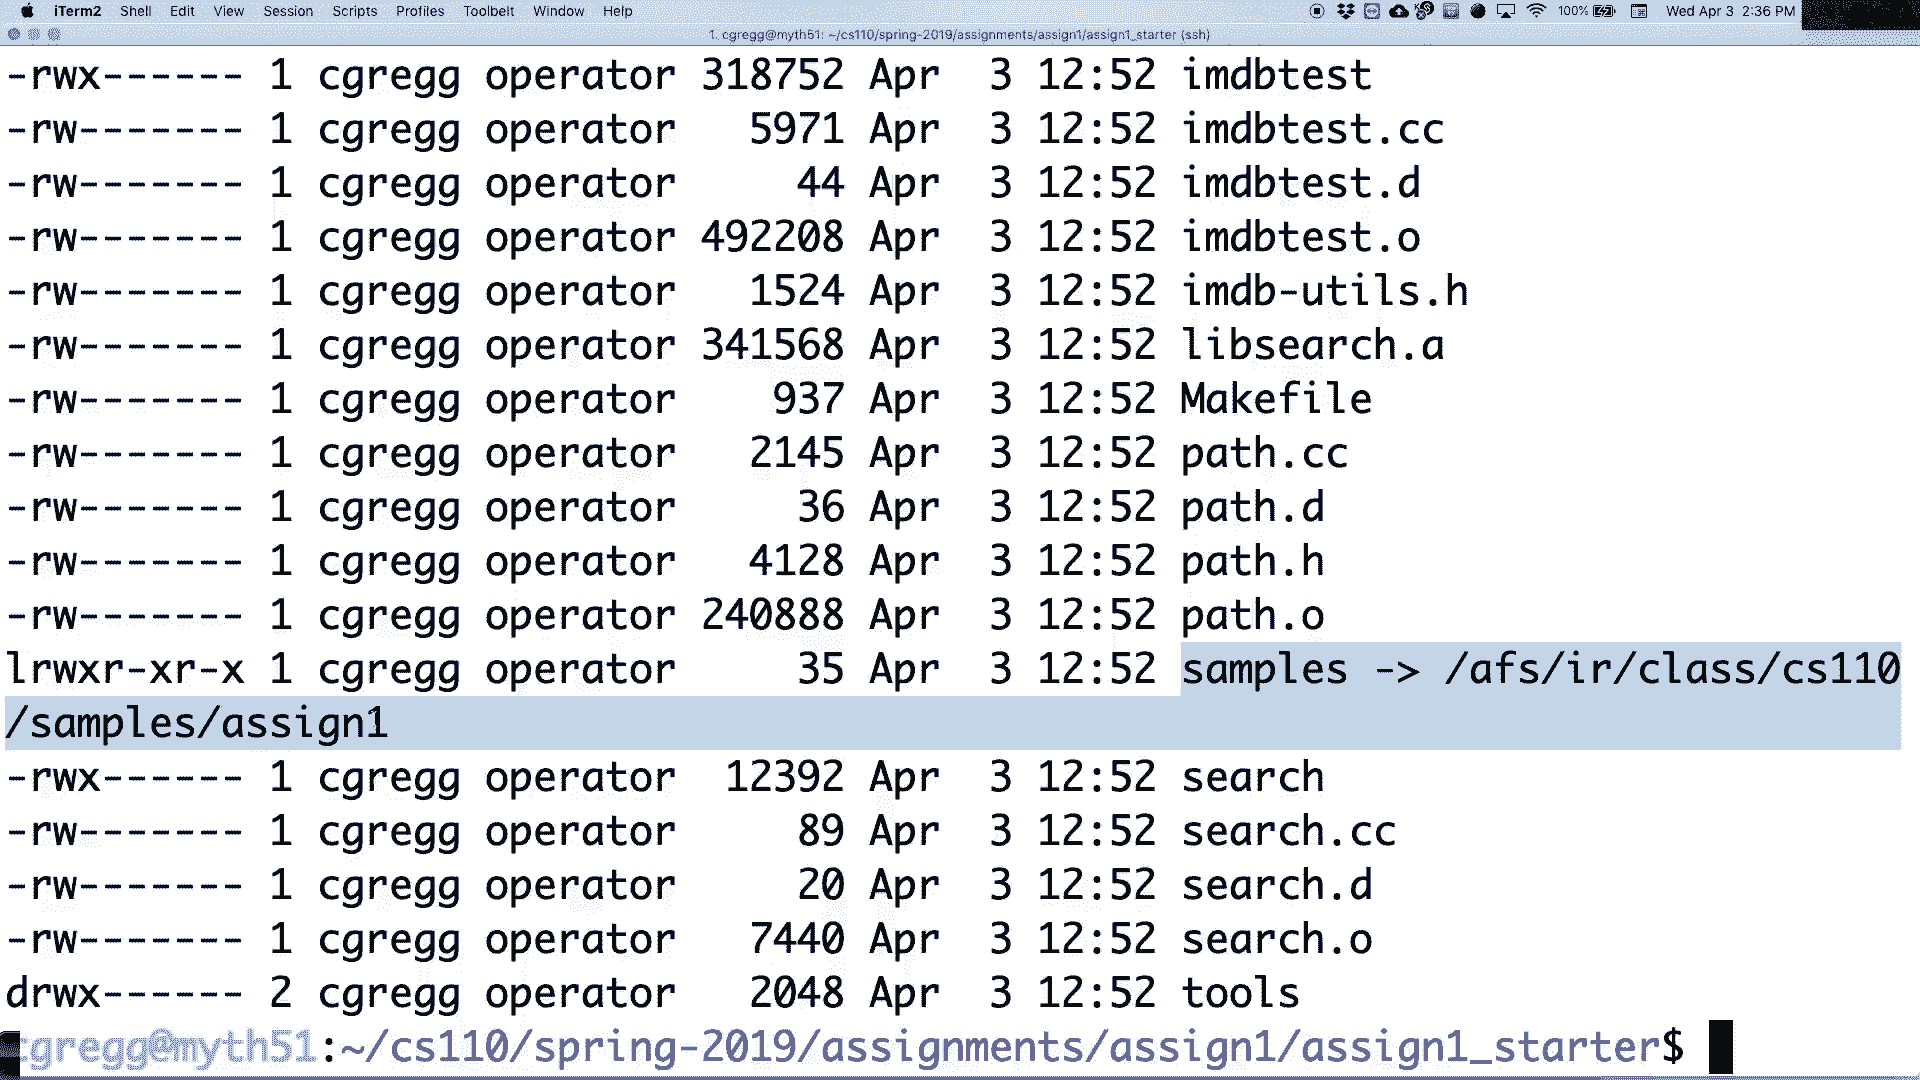 iTerm2 Shell Edit View Session Scripts Profiles Toolbelt Window Help 100% Wed Apr 3 2:36 PM
1. cgregg@myth51: ~/cs110/spring-2019/assignments/assign1/assign1_starter (ssh)
-rwx------ 1 cgregg operator 318752 Apr  3 12:52 imdbtest
-rw------- 1 cgregg operator   5971 Apr  3 12:52 imdbtest.cc
-rw------- 1 cgregg operator     44 Apr  3 12:52 imdbtest.d
-rw------- 1 cgregg operator 492208 Apr  3 12:52 imdbtest.o
-rw------- 1 cgregg operator   1524 Apr  3 12:52 imdb-utils.h
-rw------- 1 cgregg operator 341568 Apr  3 12:52 libsearch.a
-rw------- 1 cgregg operator    937 Apr  3 12:52 Makefile
-rw------- 1 cgregg operator   2145 Apr  3 12:52 path.cc
-rw------- 1 cgregg operator     36 Apr  3 12:52 path.d
-rw------- 1 cgregg operator   4128 Apr  3 12:52 path.h
-rw------- 1 cgregg operator 240888 Apr  3 12:52 path.o
lrwxr-xr-x 1 cgregg operator     35 Apr  3 12:52 samples -> /afs/ir/class/cs110
/samples/assign1
-rwx------ 1 cgregg operator  12392 Apr  3 12:52 search
-rw------- 1 cgregg operator     89 Apr  3 12:52 search.cc
-rw------- 1 cgregg operator     20 Apr  3 12:52 search.d
-rw------- 1 cgregg operator   7440 Apr  3 12:52 search.o
drwx------ 2 cgregg operator   2048 Apr  3 12:52 tools
cgregg@myth51:~/cs110/spring-2019/assignments/assign1/assign1_starter$